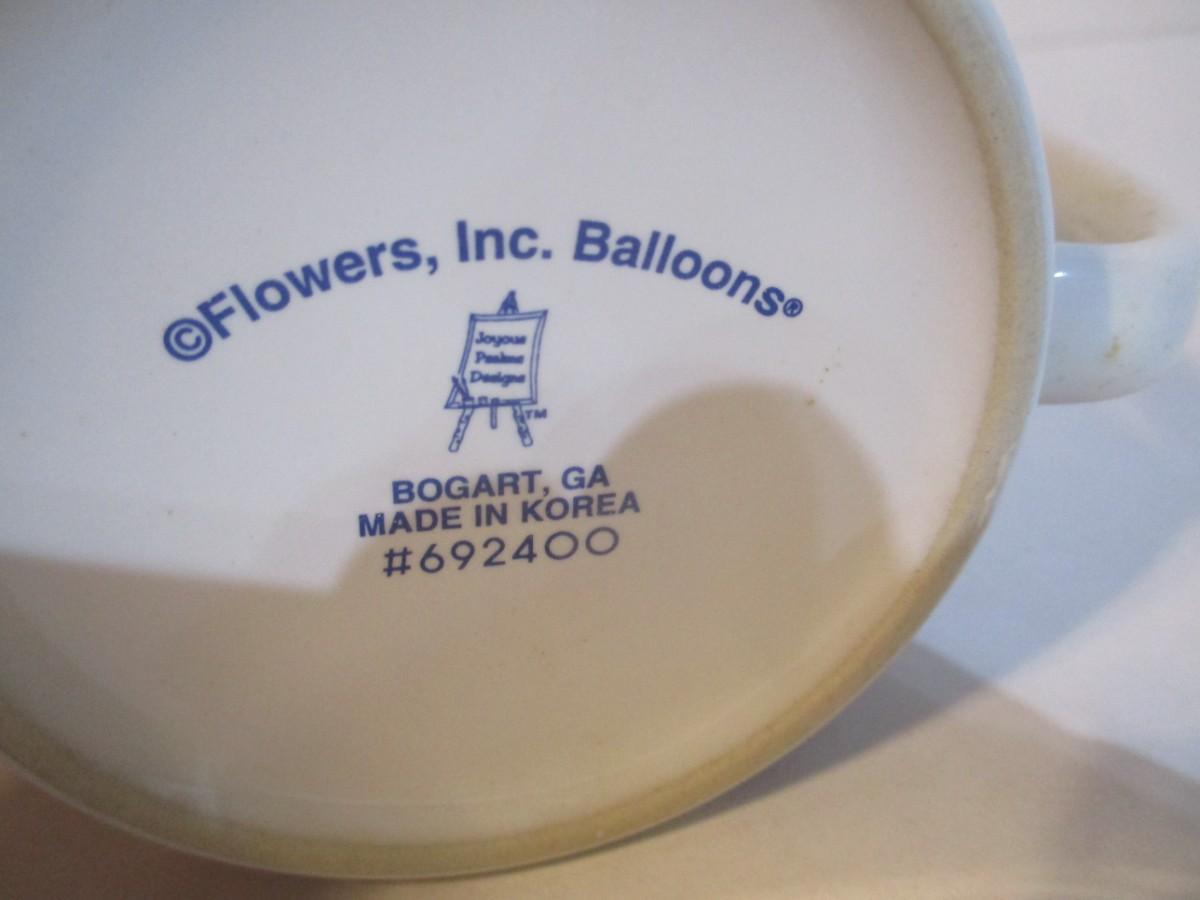 ©Flowers, Inc. Balloons®
Joyous
Psalms
Designs
TM
BOGART, GA
MADE IN KOREA
#692400